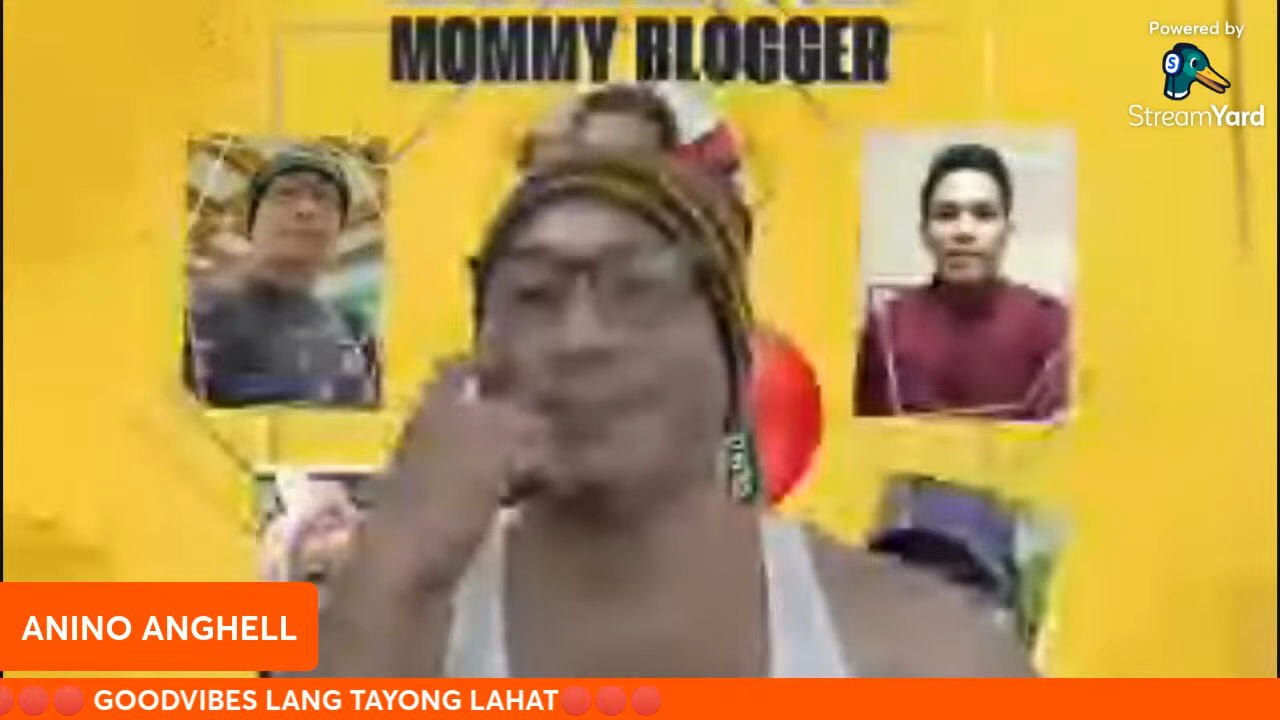 MOMMY BLOGGER
Powered by
S
StreamYard
ANINO ANGHELL
GOODVIBES LANG TAYONG LAHAT